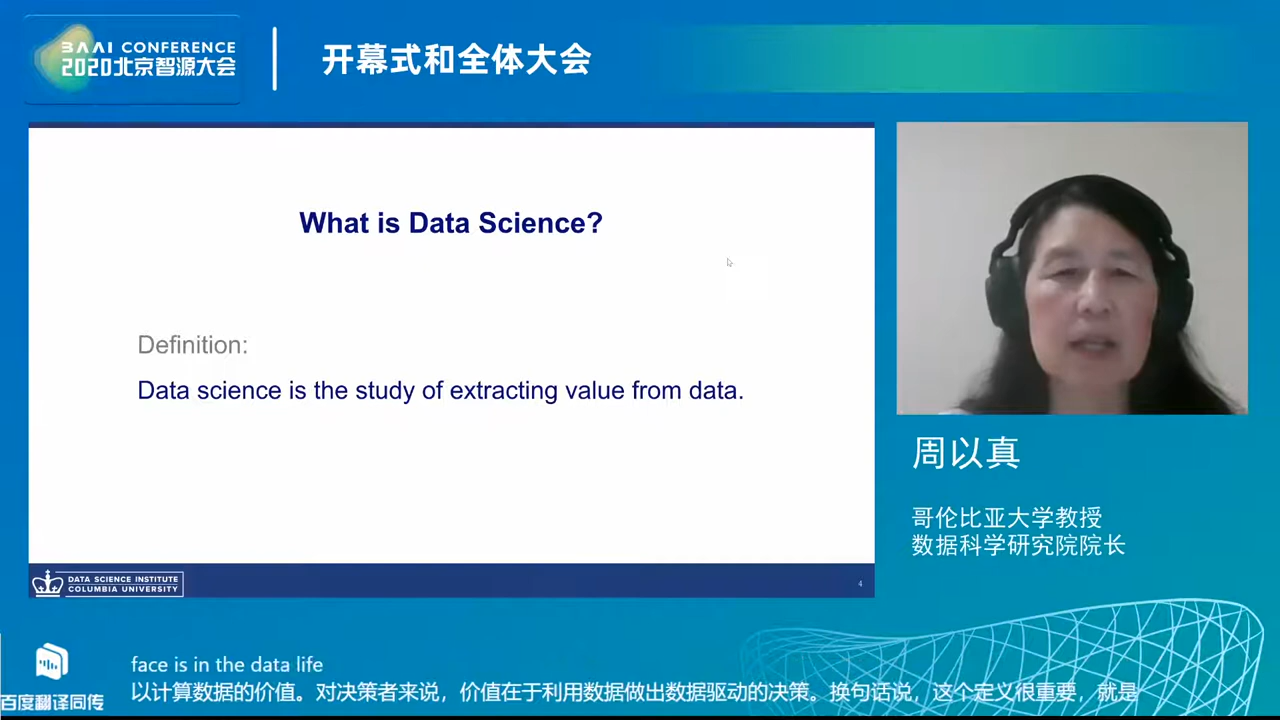 BAAI CONFERENCE
2020北京智源大会
开幕式和全体大会
What is Data Science?
Definition:
Data science is the study of extracting value from data.
DATA SCIENCE INSTITUTE
COLUMBIA UNIVERSITY
4
周以真
哥伦比亚大学教授
数据科学研究院院长
百度翻译同传
face is in the data life
以计算数据的价值。对决策者来说，价值在于利用数据做出数据驱动的决策。换句话说，这个定义很重要，就是